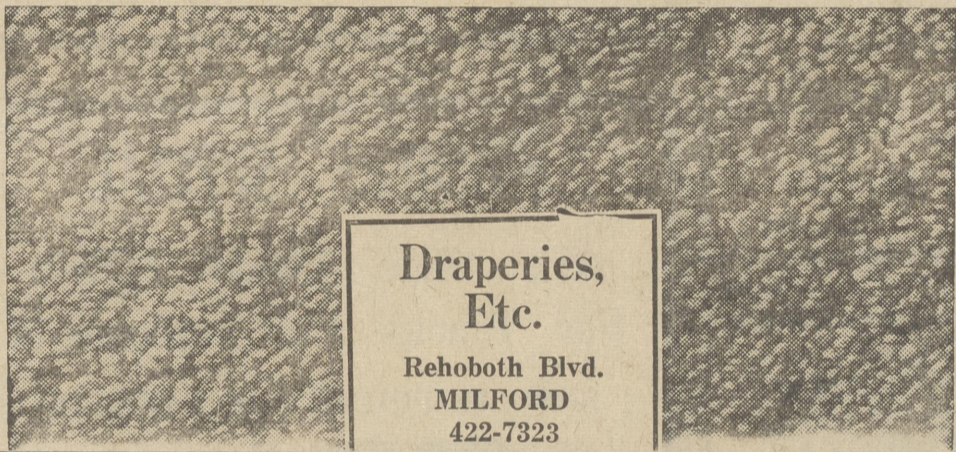 Draperies,
Etc.
Rehoboth Blvd.
MILFORD
422-7323